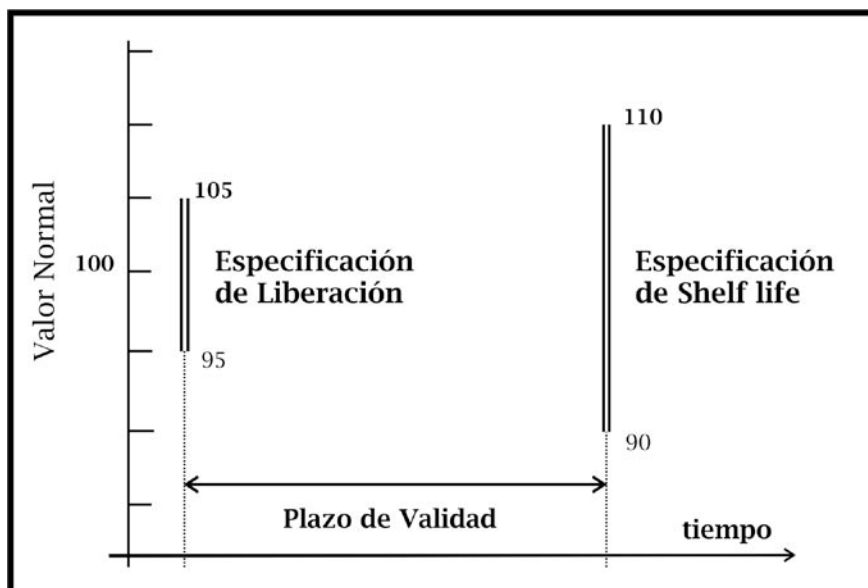 Valor Normal
110
105
100
Especificación
de Liberación
Especificación
de Shelf life
95
90
Plazo de Validad
tiempo